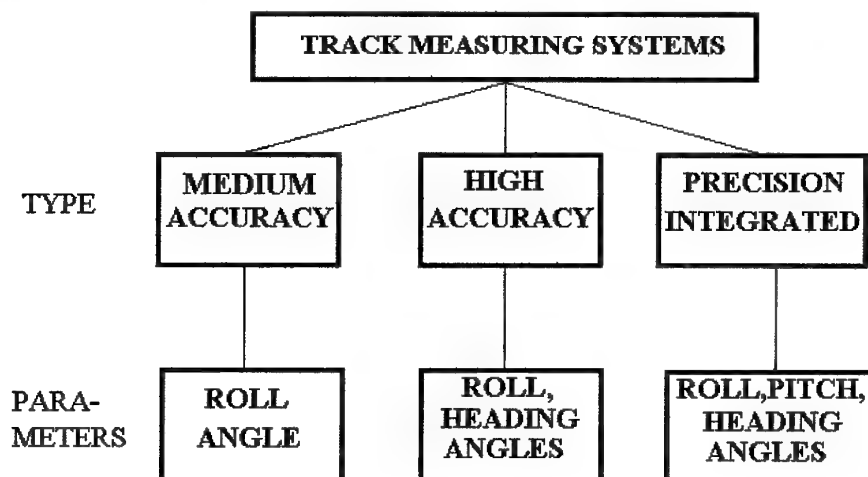 TRACK MEASURING SYSTEMS
TYPE
MEDIUM
ACCURACY
HIGH
ACCURACY
PRECISION
INTEGRATED
PARA-
METERS
ROLL
ANGLE
ROLL,
HEADING
ANGLES
ROLL,PITCH,
HEADING
ANGLES